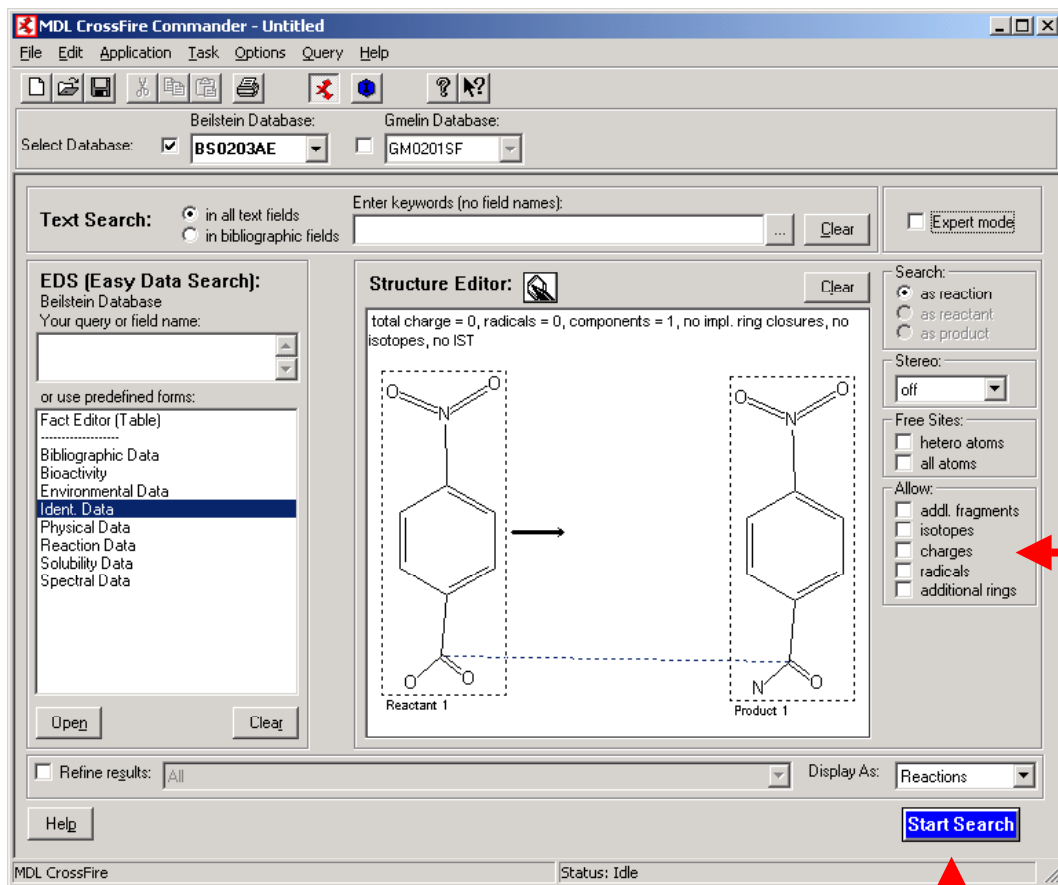 MDL CrossFire Commander - Untitled
File Edit Application Task Options Query Help
Beilstein Database: Gmelin Database:
Select Database: BS0203AE GM0201SF
Text Search:
in all text fields
in bibliographic fields
Enter keywords (no field names):
... Clear
Expert mode
EDS (Easy Data Search):
Beilstein Database
Your query or field name:
or use predefined forms:
Fact Editor (Table)
-------------------
Bibliographic Data
Bioactivity
Environmental Data
Ident. Data
Physical Data
Reaction Data
Solubility Data
Spectral Data
Open Clear
Structure Editor: Clear
total charge = 0, radicals = 0, components = 1, no impl. ring closures, no
isotopes, no IST
O O
N
O O
Reactant 1
O O
N
N O
Product 1
Search:
as reaction
as reactant
as product
Stereo:
off
Free Sites:
hetero atoms
all atoms
Allow:
addl. fragments
isotopes
charges
radicals
additional rings
Refine results: All Display As: Reactions
Help Start Search
MDL CrossFire Status: Idle